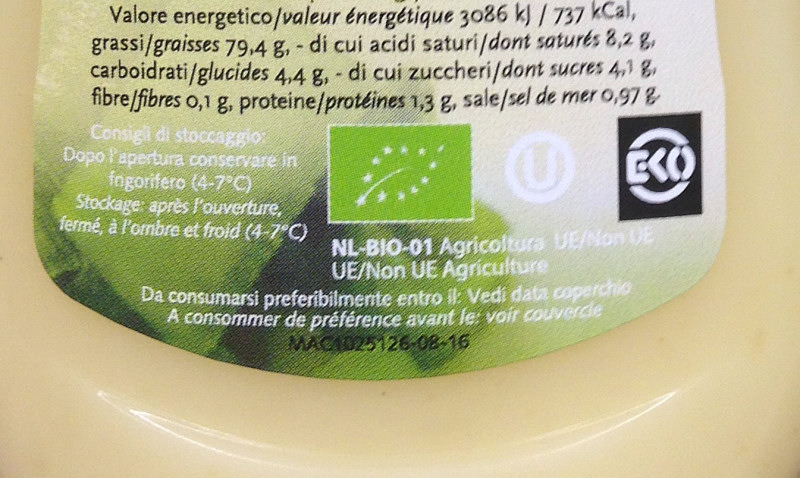 Valore energetico/valeur énergétique 3086 kJ / 737 kCal,
grassi/graisses 79,4 g, - di cui acidi saturi/dont saturés 8,2 g,
carboidrati/glucides 4,4 g, - di cui zuccheri/dont sucres 4,1 g,
fibre/fibres 0,1 g, proteine/protéines 1,3 g, sale/sel de mer 0,97 g.
Consigli di stoccaggio:
Dopo l'apertura conservare in
frigorifero (4-7°C)
Stockage: après l'ouverture,
fermé, à l'ombre et froid (4-7°C)
U
EKO
NL-BIO-01 Agricoltura UE/Non UE
UE/Non UE Agriculture
Da consumarsi preferibilmente entro il: Vedi data coperchio
A consommer de préférence avant le: voir couvercle
MAC1025126-08-16